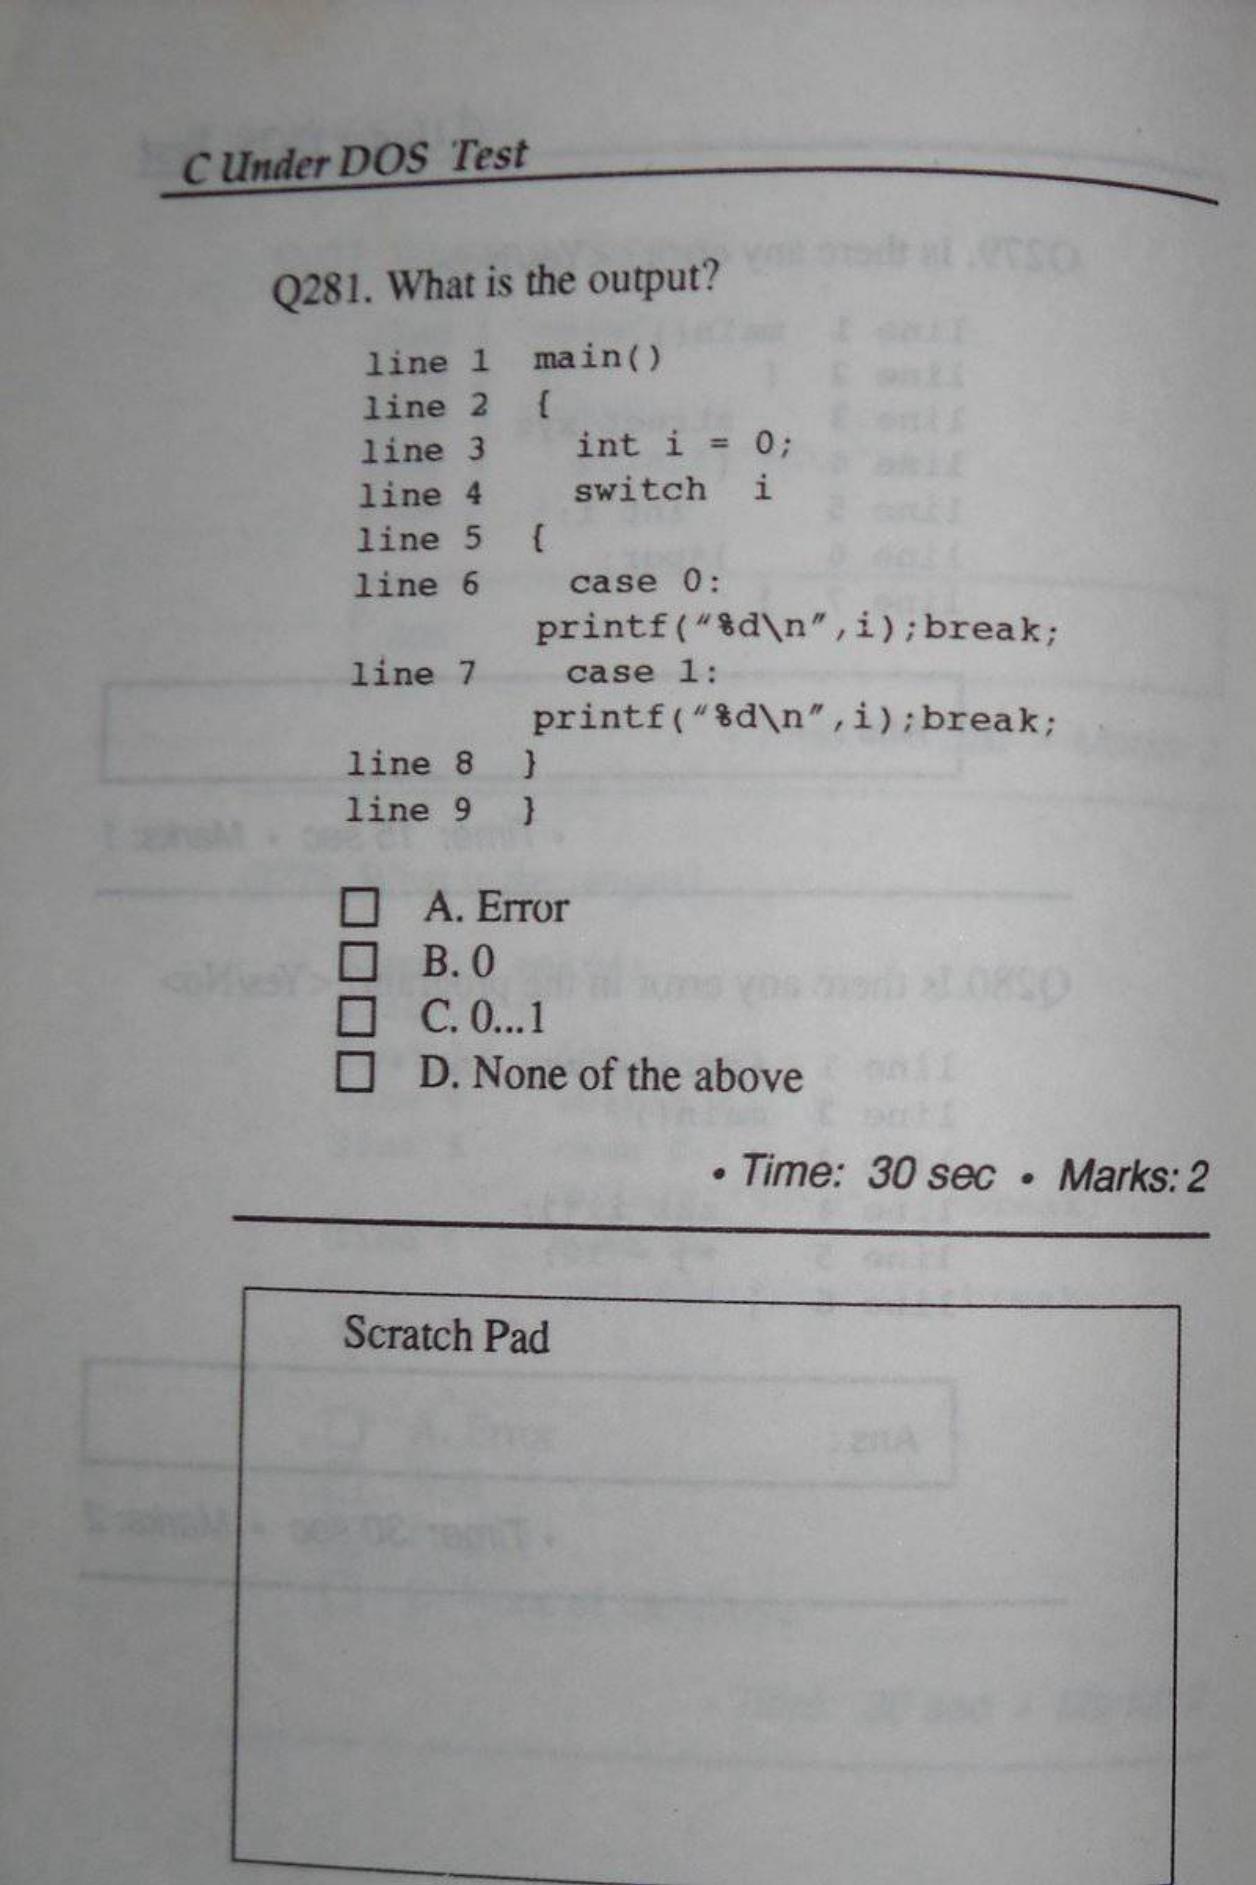 C Under DOS Test
Q281. What is the output?
line 1 main()
line 2 {
line 3 int i = 0;
line 4 switch i
line 5 {
line 6 case 0:
printf("%d\n",i);break;
line 7 case 1:
printf("%d\n",i);break;
line 8 }
line 9 }
A. Error
B. 0
C. 0...1
D. None of the above
• Time: 30 sec • Marks: 2
Scratch Pad